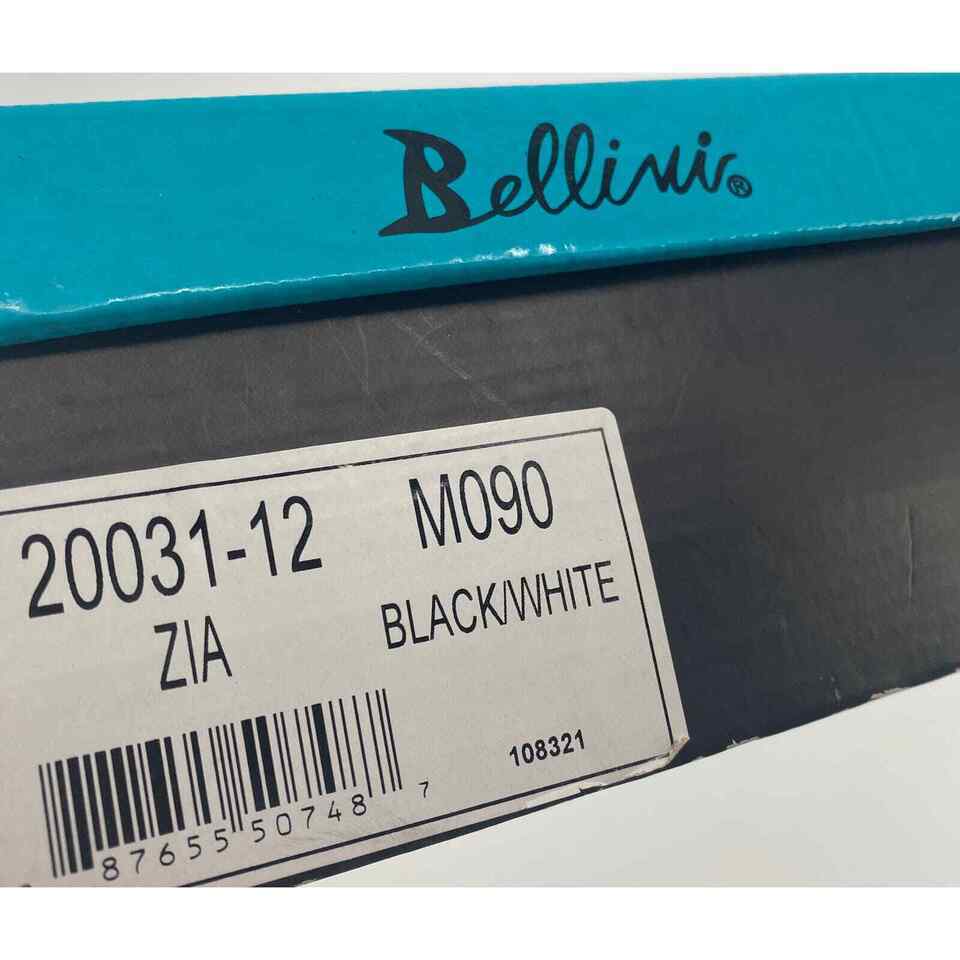 Bellini®
20031-12 M090
ZIA BLACK/WHITE
108321
87655 50748 7